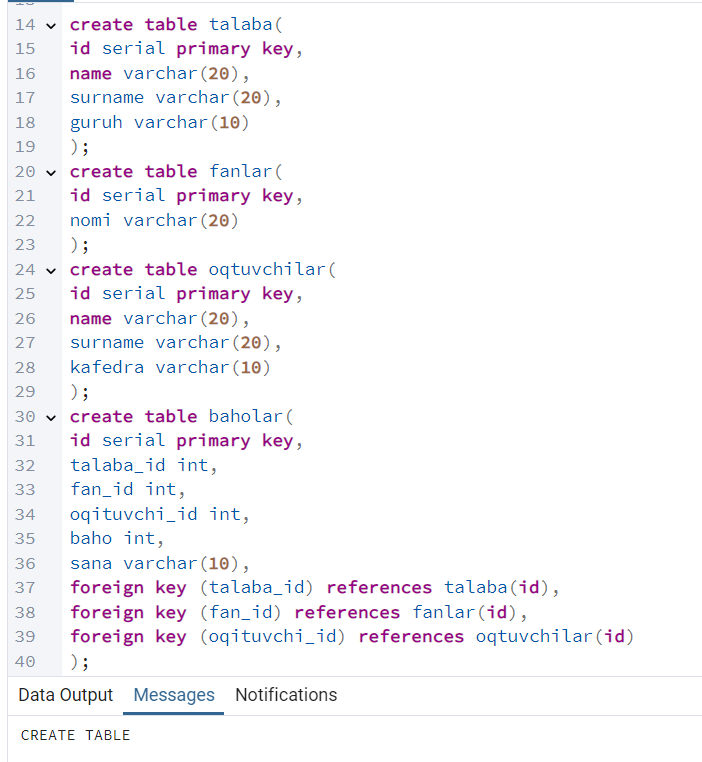 14 create table talaba(
15 id serial primary key,
16 name varchar(20),
17 surname varchar(20),
18 guruh varchar(10)
19 );
20 create table fanlar(
21 id serial primary key,
22 nomi varchar(20)
23 );
24 create table oqtuvchilar(
25 id serial primary key,
26 name varchar(20),
27 surname varchar(20),
28 kafedra varchar(10)
29 );
30 create table baholar(
31 id serial primary key,
32 talaba_id int,
33 fan_id int,
34 oqituvchi_id int,
35 baho int,
36 sana varchar(10),
37 foreign key (talaba_id) references talaba(id),
38 foreign key (fan_id) references fanlar(id),
39 foreign key (oqituvchi_id) references oqtuvchilar(id)
40 );
Data Output Messages Notifications
CREATE TABLE